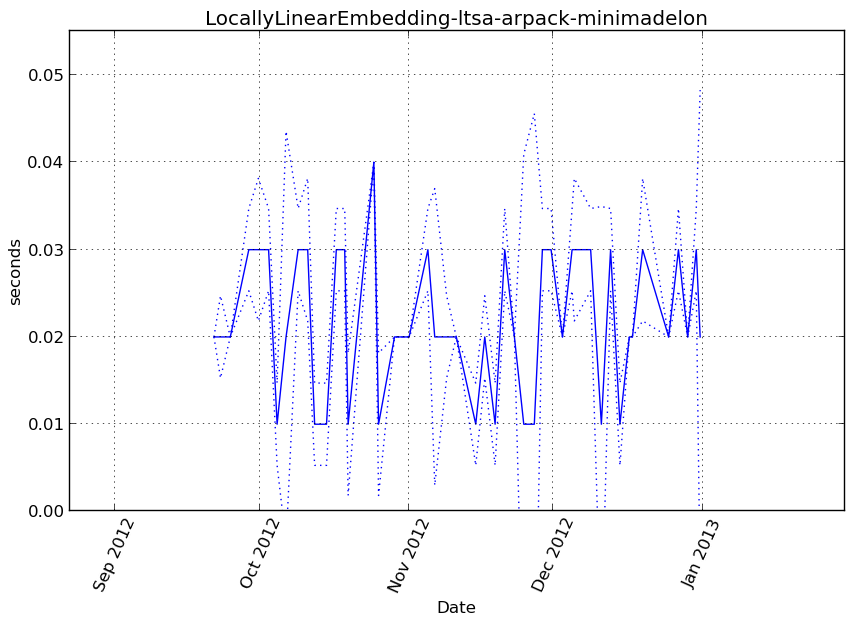 LocallyLinearEmbedding-ltsa-arpack-minimadelon
0.05
0.04
0.03
0.02
0.01
0.00
seconds
Sep 2012
Oct 2012
Nov 2012
Dec 2012
Jan 2013
Date